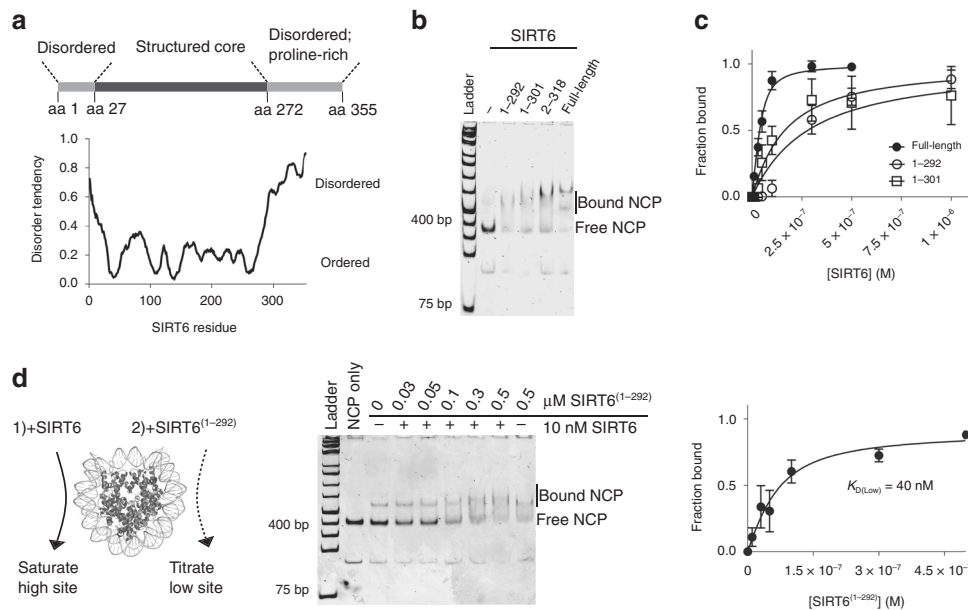 a
Disordered
Structured core
Disordered;
proline-rich
aa 1
aa 27
aa 272
aa 355
Disorder tendency
1.0
0.8
0.6
0.4
0.2
0.0
Disordered
Ordered
0
100
200
300
SIRT6 residue
b
SIRT6
Ladder
–
1–292
1–301
2–318
Full-length
Bound NCP
400 bp
Free NCP
75 bp
c
Fraction bound
1.0
0.5
0.0
Full-length
1–292
1–301
0
2.5 × 10⁻⁷
5 × 10⁻⁷
7.5 × 10⁻⁷
1 × 10⁻⁶
[SIRT6] (M)
d
1)+SIRT6
2)+SIRT6⁽¹⁻²⁹²⁾
Saturate
high site
Titrate
low site
Ladder
NCP only
0 0.03 0.05 0.1 0.3 0.5 0.5 μM SIRT6⁽¹⁻²⁹²⁾
– + + + + + – 10 nM SIRT6
Bound NCP
400 bp
Free NCP
75 bp
Fraction bound
1.0
0.5
0.0
K_D(Low) = 40 nM
0
1.5 × 10⁻⁷
3 × 10⁻⁷
4.5 × 10⁻⁷
[SIRT6⁽¹⁻²⁹²⁾] (M)